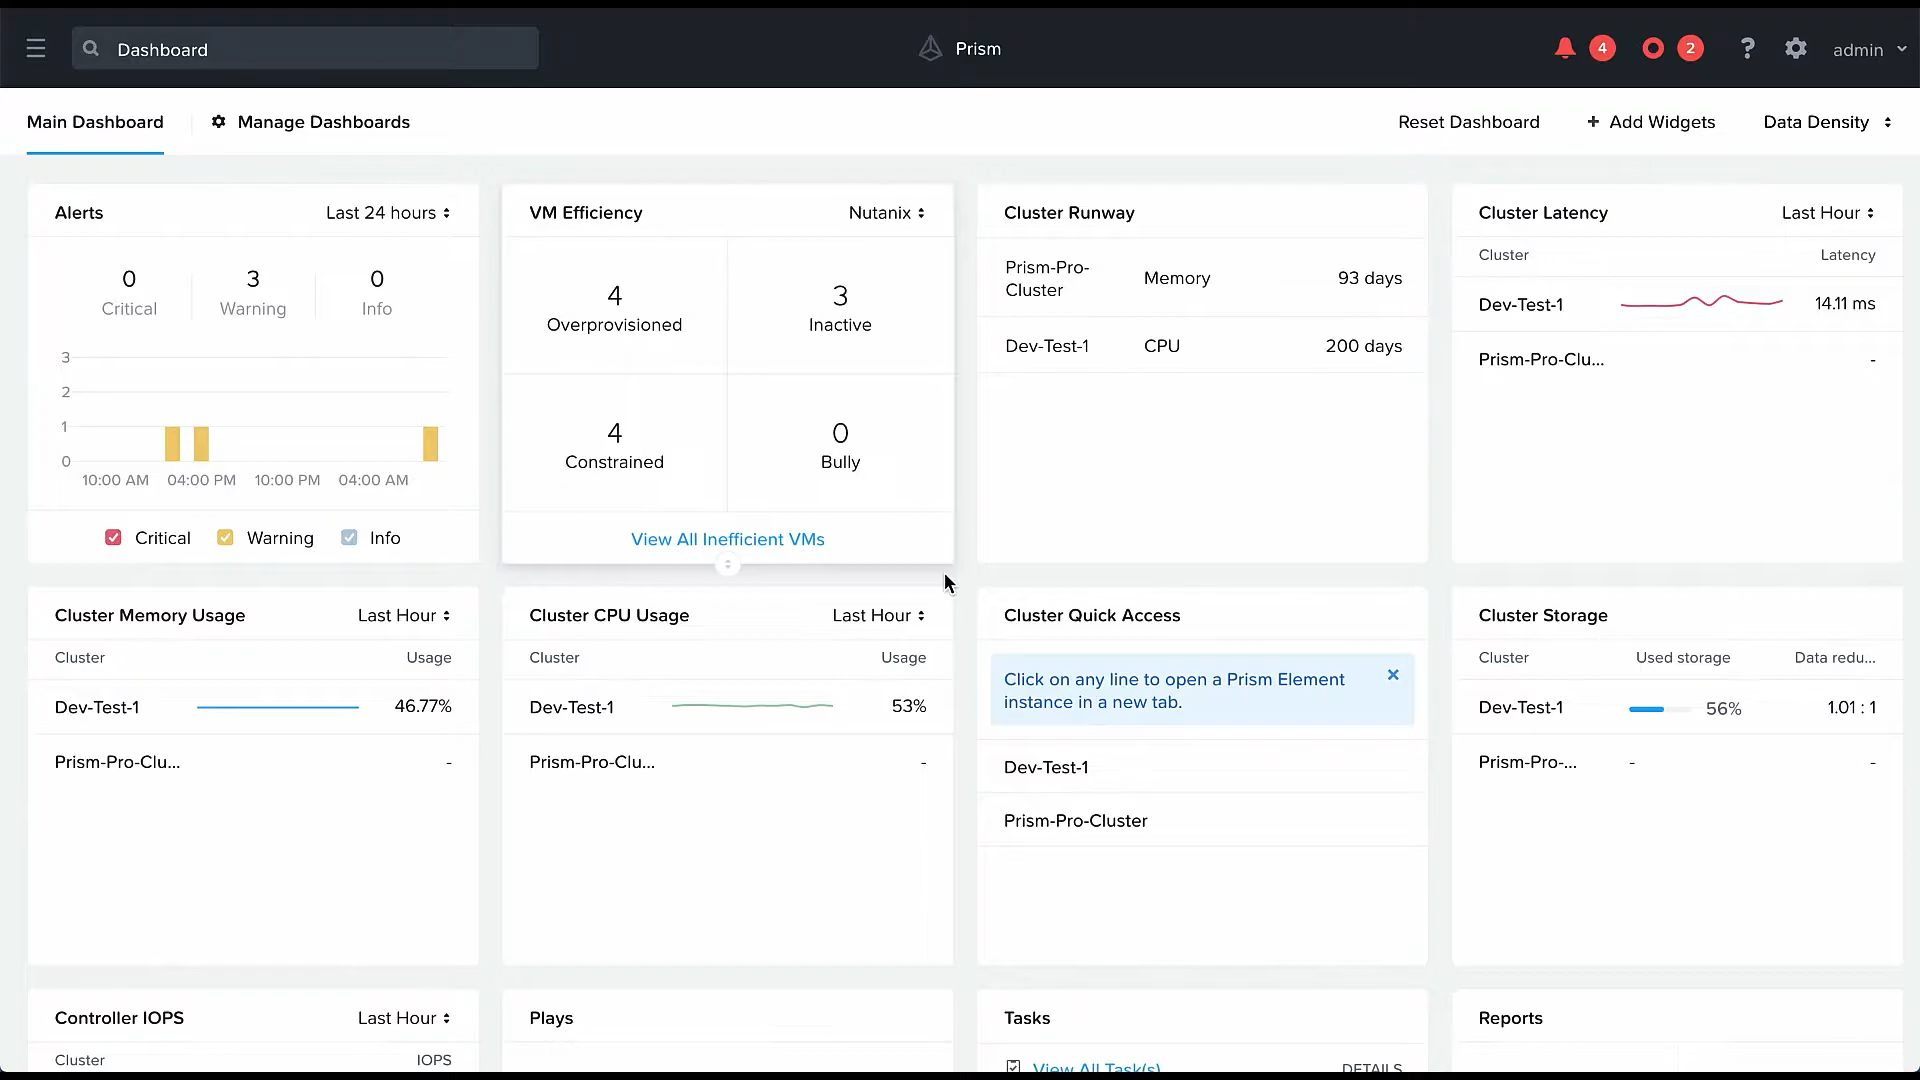 Dashboard
Prism
4
2
?
admin
Main Dashboard
Manage Dashboards
Reset Dashboard
+ Add Widgets
Data Density
Alerts
Last 24 hours
0
Critical
3
Warning
0
Info
3
2
1
0
10:00 AM 04:00 PM 10:00 PM 04:00 AM
Critical Warning Info
VM Efficiency
Nutanix
4
Overprovisioned
3
Inactive
4
Constrained
0
Bully
View All Inefficient VMs
Cluster Runway
Prism-Pro-
Cluster
Memory
93 days
Dev-Test-1 CPU 200 days
Cluster Latency
Last Hour
Cluster Latency
Dev-Test-1 14.11 ms
Prism-Pro-Clu... -
Cluster Memory Usage
Last Hour
Cluster Usage
Dev-Test-1 46.77%
Prism-Pro-Clu... -
Cluster CPU Usage
Last Hour
Cluster Usage
Dev-Test-1 53%
Prism-Pro-Clu... -
Cluster Quick Access
Click on any line to open a Prism Element
instance in a new tab.
Dev-Test-1
Prism-Pro-Cluster
Cluster Storage
Cluster Used storage Data redu...
Dev-Test-1 56% 1.01 : 1
Prism-Pro-... - -
Controller IOPS
Last Hour
Cluster IOPS
Plays
Tasks
View All Task(s)
DETAILS
Reports